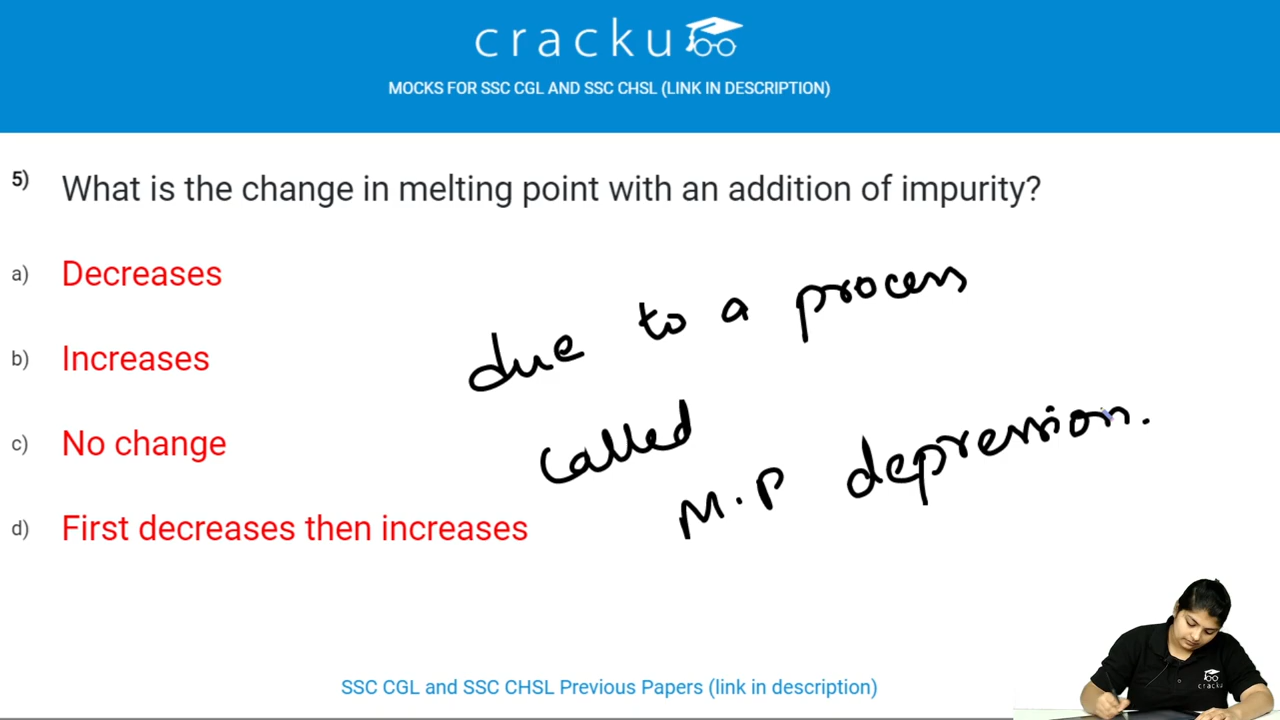 cracku
MOCKS FOR SSC CGL AND SSC CHSL (LINK IN DESCRIPTION)
5) What is the change in melting point with an addition of impurity?
a) Decreases
b) Increases
c) No change
d) First decreases then increases
due to a process
called
M.P depression.
cracku
SSC CGL and SSC CHSL Previous Papers (link in description)